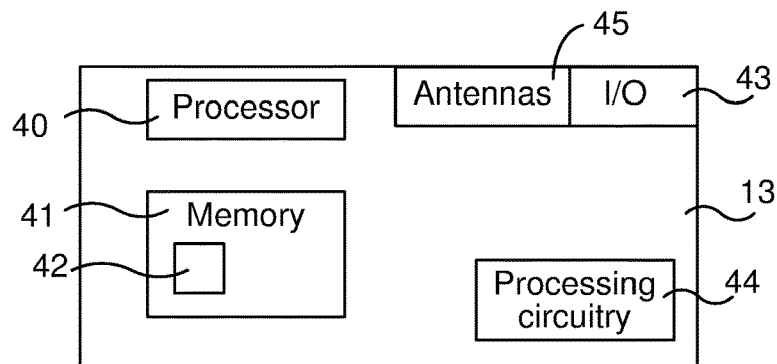 45
Antennas
I/O
43
Processor
40
13
41
Memory
42
Processing
circuitry
44